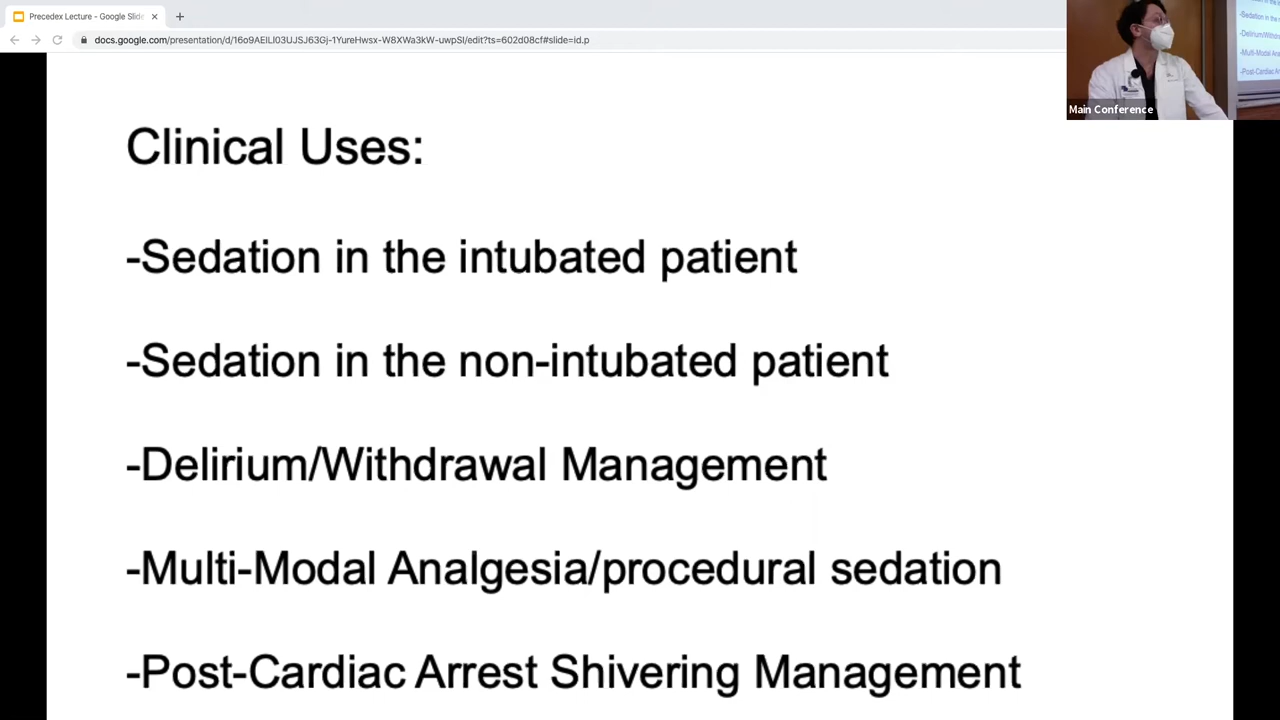 Precedex Lecture - Google Slide
docs.google.com/presentation/d/16o9AEILI03UJSJ63Gj-1YureHwsx-W8XWa3kW-uwpSI/edit?ts=602d08cf#slide=id.p
Main Conference
Clinical Uses:
-Sedation in the intubated patient
-Sedation in the non-intubated patient
-Delirium/Withdrawal Management
-Multi-Modal Analgesia/procedural sedation
-Post-Cardiac Arrest Shivering Management